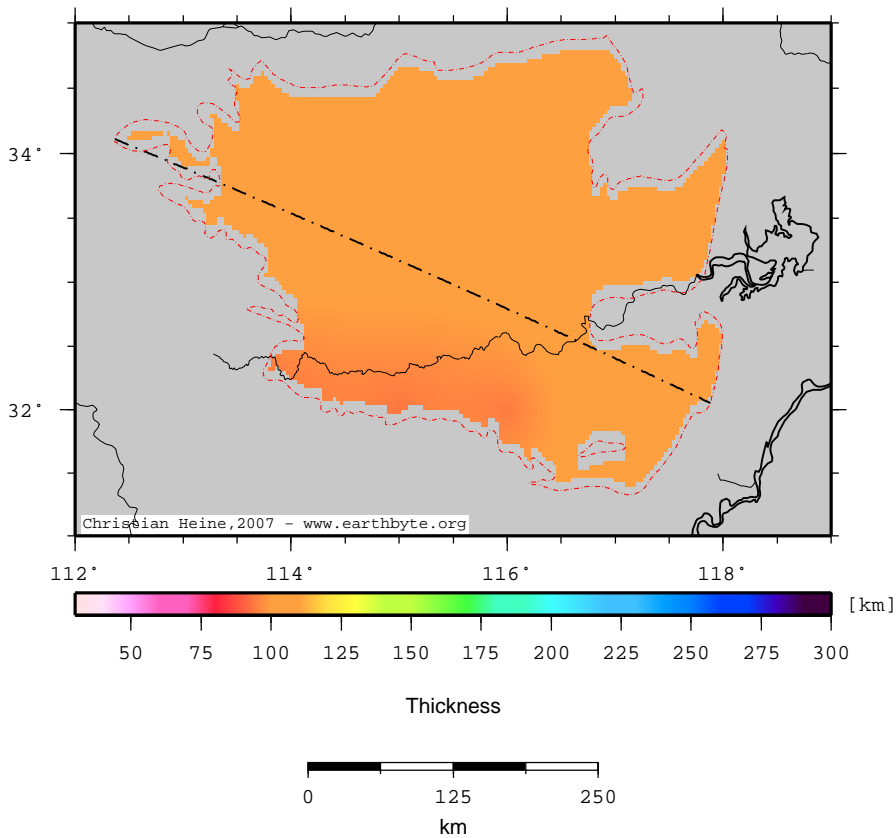 34°
32°
Christian Heine,2007 - www.earthbyte.org
112° 114° 116° 118°
[km]
50 75 100 125 150 175 200 225 250 275 300
Thickness
0 125 250
km